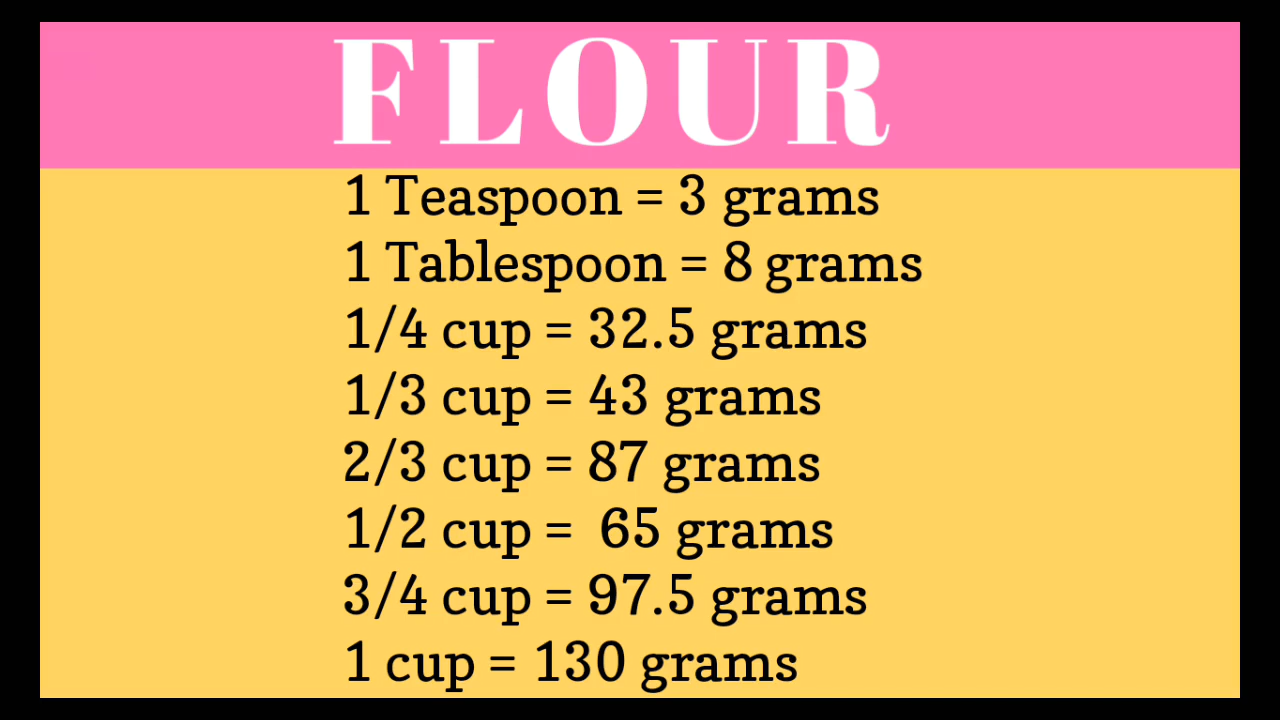 FLOUR
1 Teaspoon = 3 grams
1 Tablespoon = 8 grams
1/4 cup = 32.5 grams
1/3 cup = 43 grams
2/3 cup = 87 grams
1/2 cup = 65 grams
3/4 cup = 97.5 grams
1 cup = 130 grams